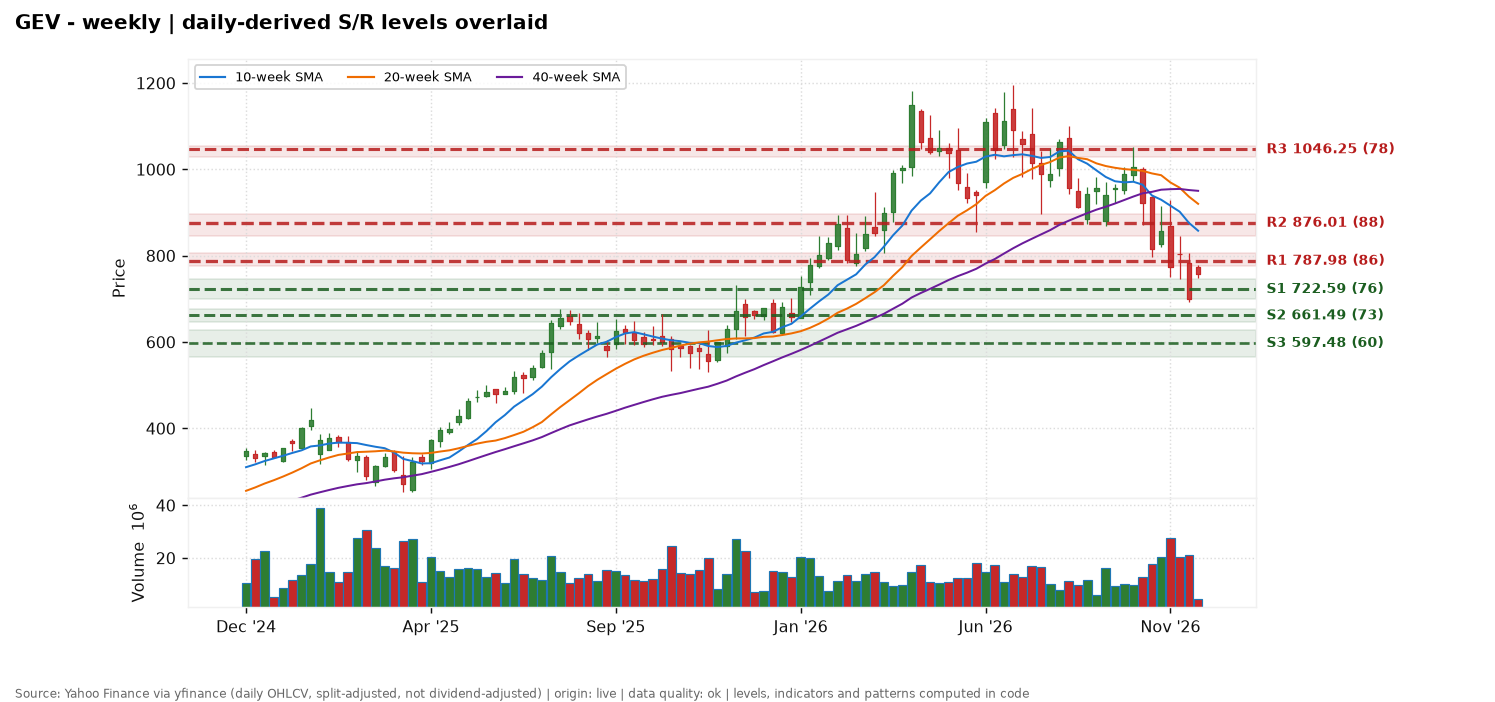 GEV - weekly | daily-derived S/R levels overlaid
10-week SMA 20-week SMA 40-week SMA
1200
1000
800
600
400
Price
R3 1046.25 (78)
R2 876.01 (88)
R1 787.98 (86)
S1 722.59 (76)
S2 661.49 (73)
S3 597.48 (60)
40
20
Volume 10⁶
Dec '24 Apr '25 Sep '25 Jan '26 Jun '26 Nov '26
Source: Yahoo Finance via yfinance (daily OHLCV, split-adjusted, not dividend-adjusted) | origin: live | data quality: ok | levels, indicators and patterns computed in code